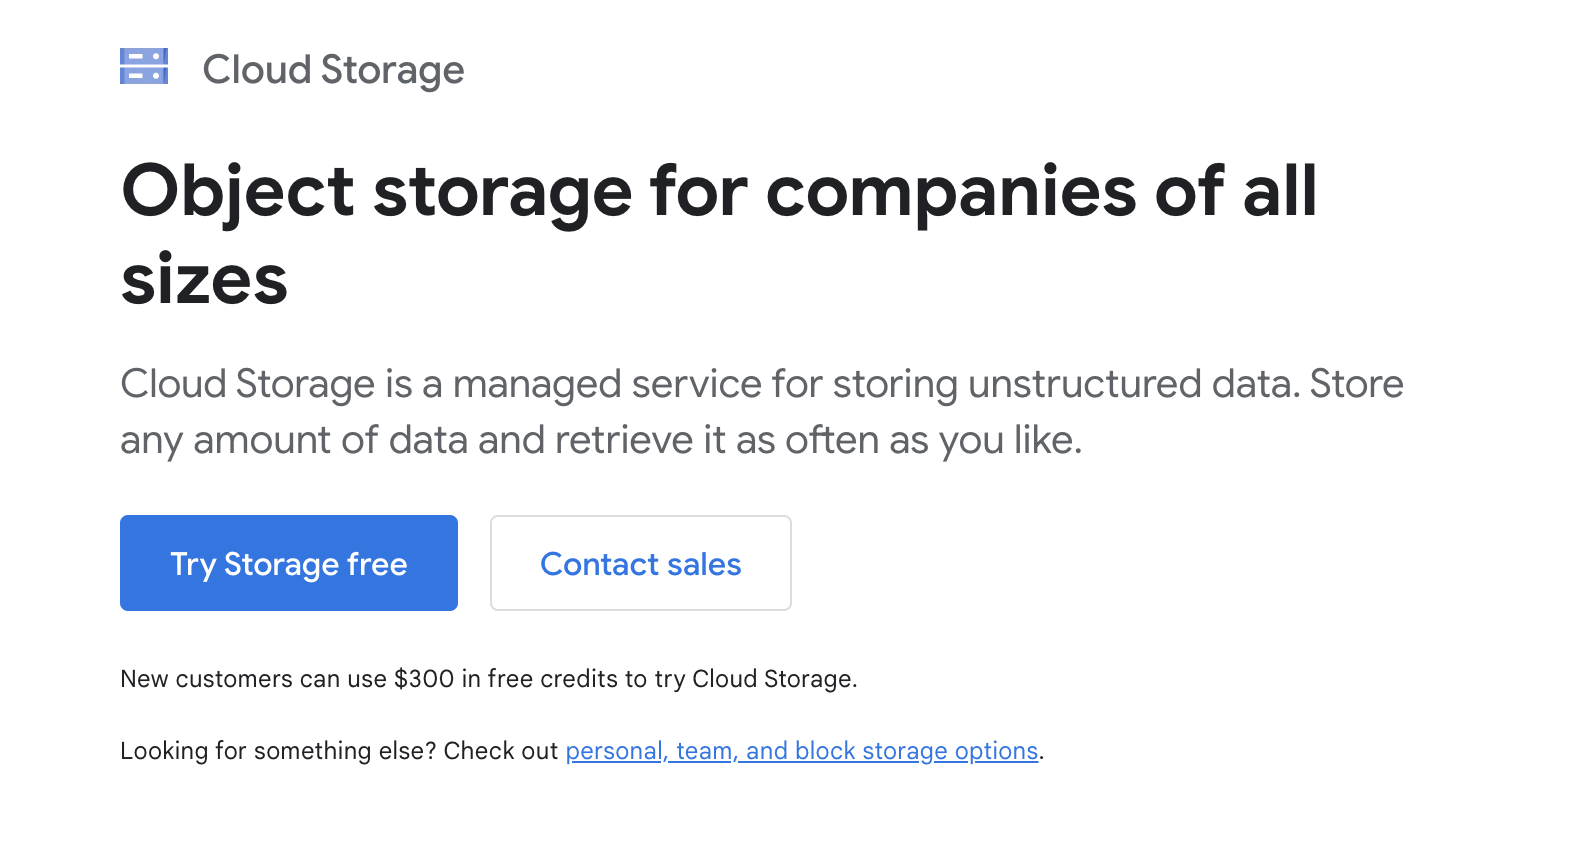 Cloud Storage
Object storage for companies of all
sizes
Cloud Storage is a managed service for storing unstructured data. Store
any amount of data and retrieve it as often as you like.
Try Storage free
Contact sales
New customers can use $300 in free credits to try Cloud Storage.
Looking for something else? Check out personal, team, and block storage options.